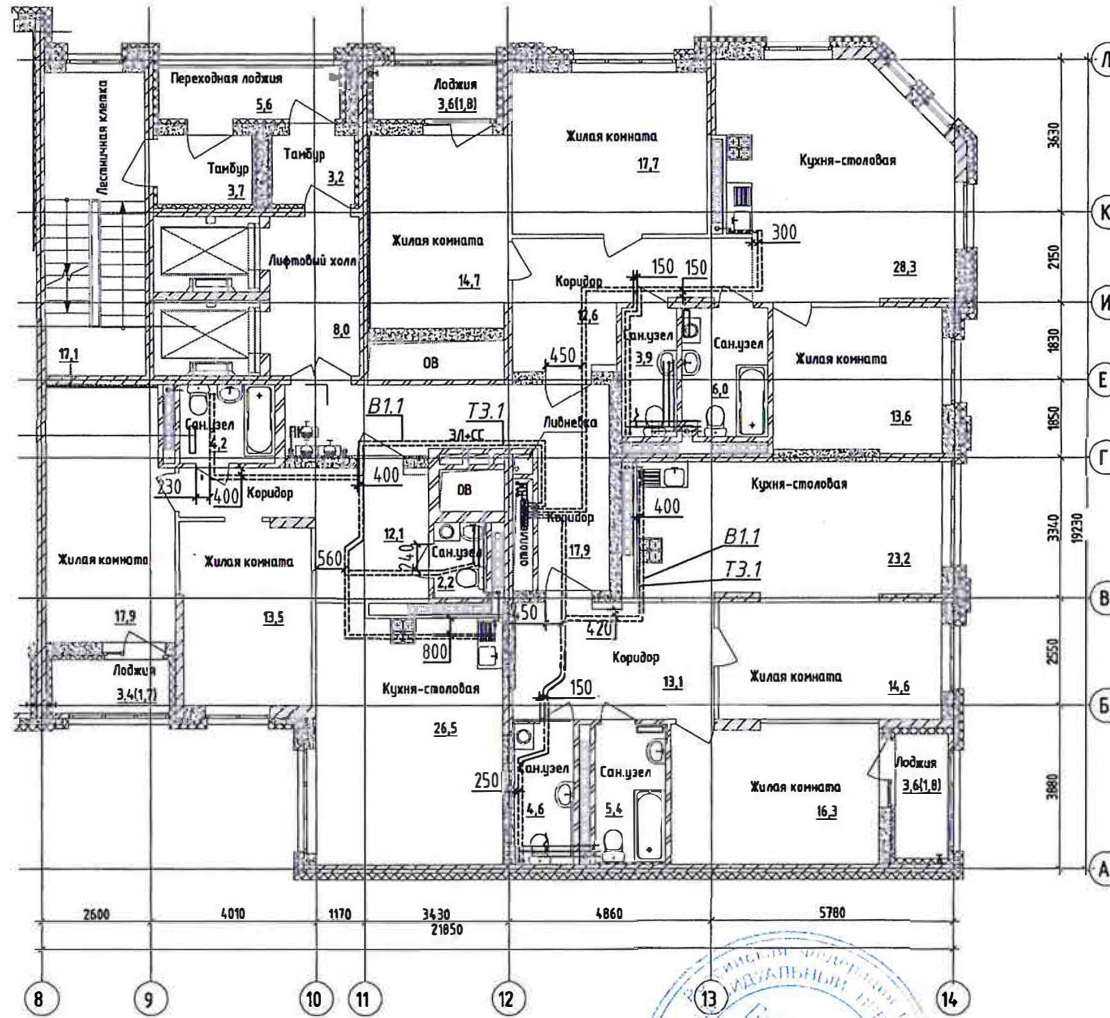 Л
Переходная лоджия
5,6
Лоджия
3,6(1,8)
Лестничная клетка
Жилая комната
17,7
Кухня-столовая
3630
Тамбур
3,7
Тамбур
3,2
К
Жилая комната
14,7
Лифтовый холл
300
2150
150
150
28,3
Коридор
12,6
И
8,0
Сан.узел
3,9
Сан.узел
6,0
Жилая комната
13,6
1830
17,1
ОВ
450
Е
В1.1
Т3.1
ЭЛ+СС
Ливневка
Сан.узел
4,2
ПК
1850
Г
230
400
Коридор
400
ОВ
Кухня-столовая
отопление
Коридор
17,9
400
12,1
240
Сан.узел
2,2
560
Жилая комната
17,9
Жилая комната
13,5
В1.1
Т3.1
23,2
3340
19230
В
450
420
800
Лоджия
3,4(1,7)
Кухня-столовая
26,5
Коридор
13,1
150
Жилая комната
14,6
2550
Б
250
Сан.узел
4,6
Сан.узел
5,4
Жилая комната
16,3
Лоджия
3,6(1,8)
3880
А
2600
4010
1170
3430
4860
5780
21850
8
9
10
11
12
13
14